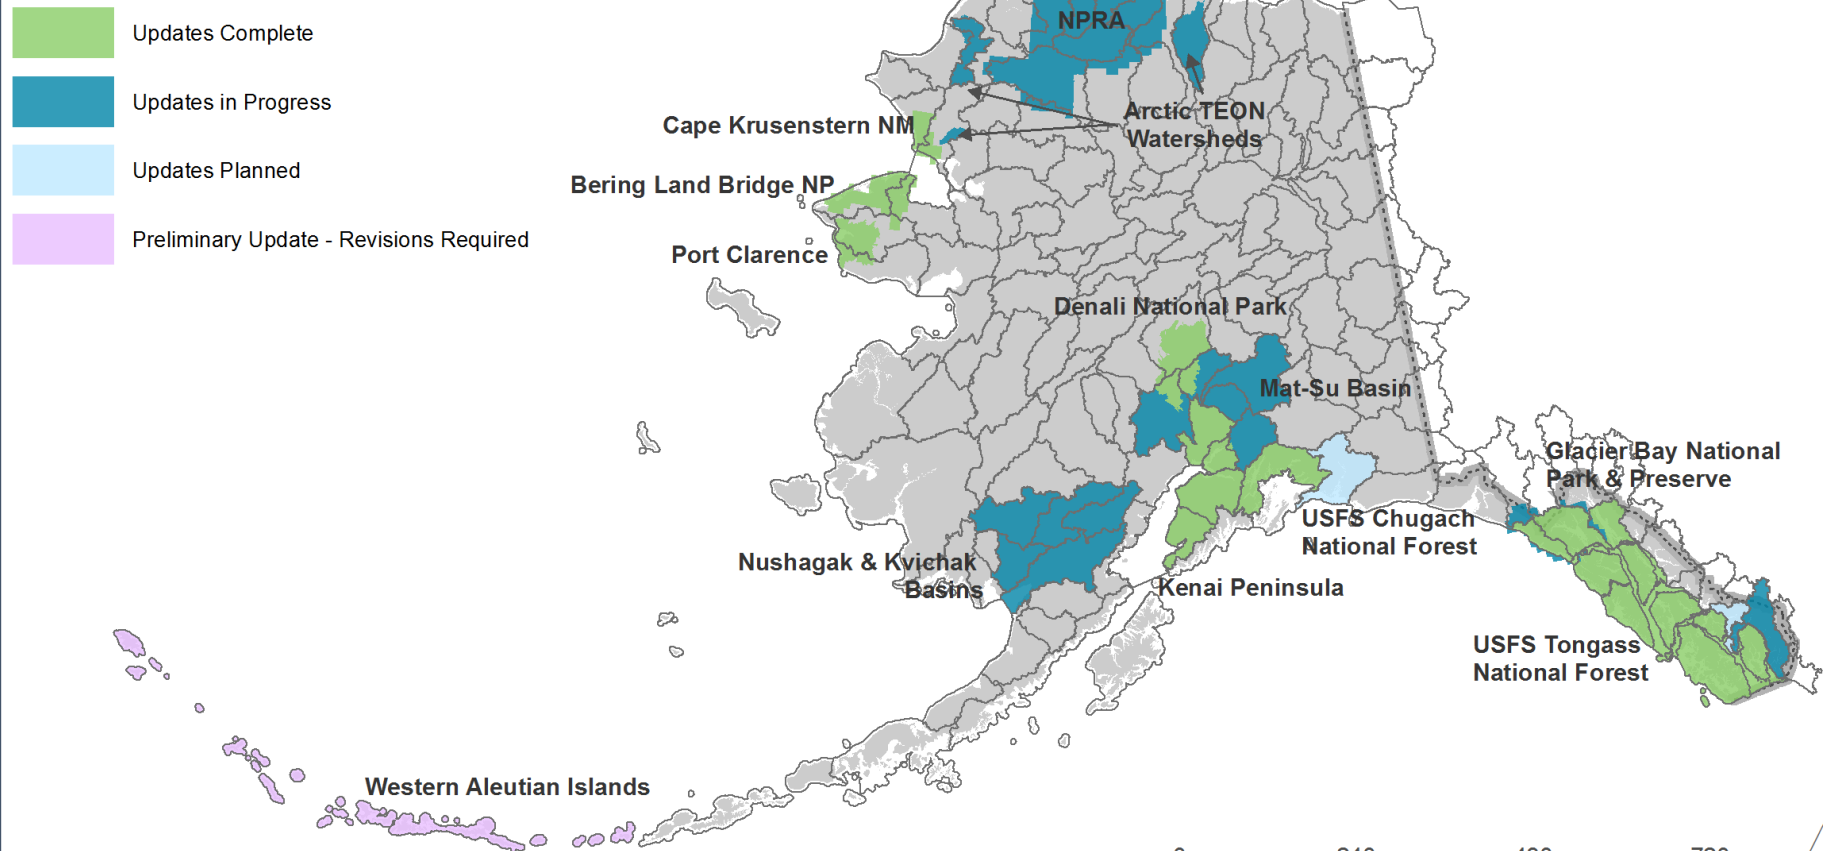 Updates Complete
Updates in Progress
Updates Planned
Preliminary Update - Revisions Required
NPRA
Arctic TEON
Watersheds
Cape Krusenstern NM
Bering Land Bridge NP
Port Clarence
Denali National Park
Mat-Su Basin
Glacier Bay National
Park & Preserve
USFS Chugach
National Forest
Nushagak & Kvichak
Basins
Kenai Peninsula
USFS Tongass
National Forest
Western Aleutian Islands